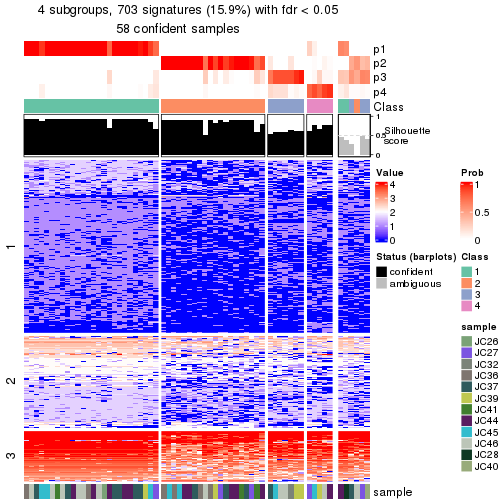 4 subgroups, 703 signatures (15.9%) with fdr < 0.05
58 confident samples
p1
p2
p3
p4
Class
1
0.5
0
Silhouette
score
1
2
3
sample
Value
4
3
2
1
0
Prob
1
0.5
0
Status (barplots)
confident
ambiguous
Class
1
2
3
4
sample
JC26
JC27
JC32
JC36
JC37
JC39
JC41
JC44
JC45
JC46
JC28
JC40